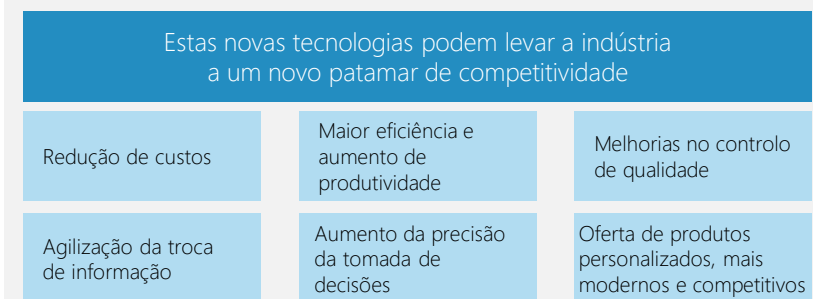 Estas novas tecnologias podem levar a indústria
a um novo patamar de competitividade
Redução de custos
Maior eficiência e
aumento de
produtividade
Melhorias no controlo
de qualidade
Agilização da troca
de informação
Aumento da precisão
da tomada de
decisões
Oferta de produtos
personalizados, mais
modernos e competitivos